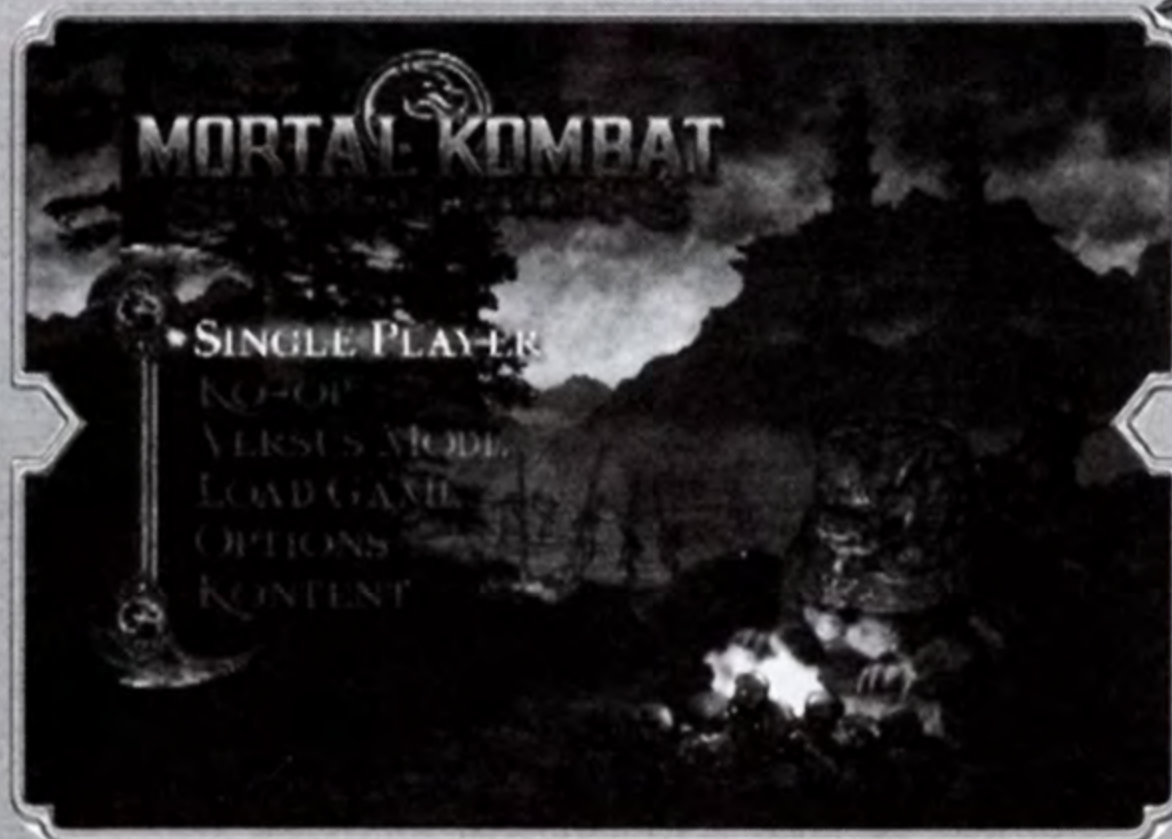 MORTAL KOMBAT
SINGLE PLAYER
KO-OP
VERSUS MODE
LOAD GAME
OPTIONS
KONTENT